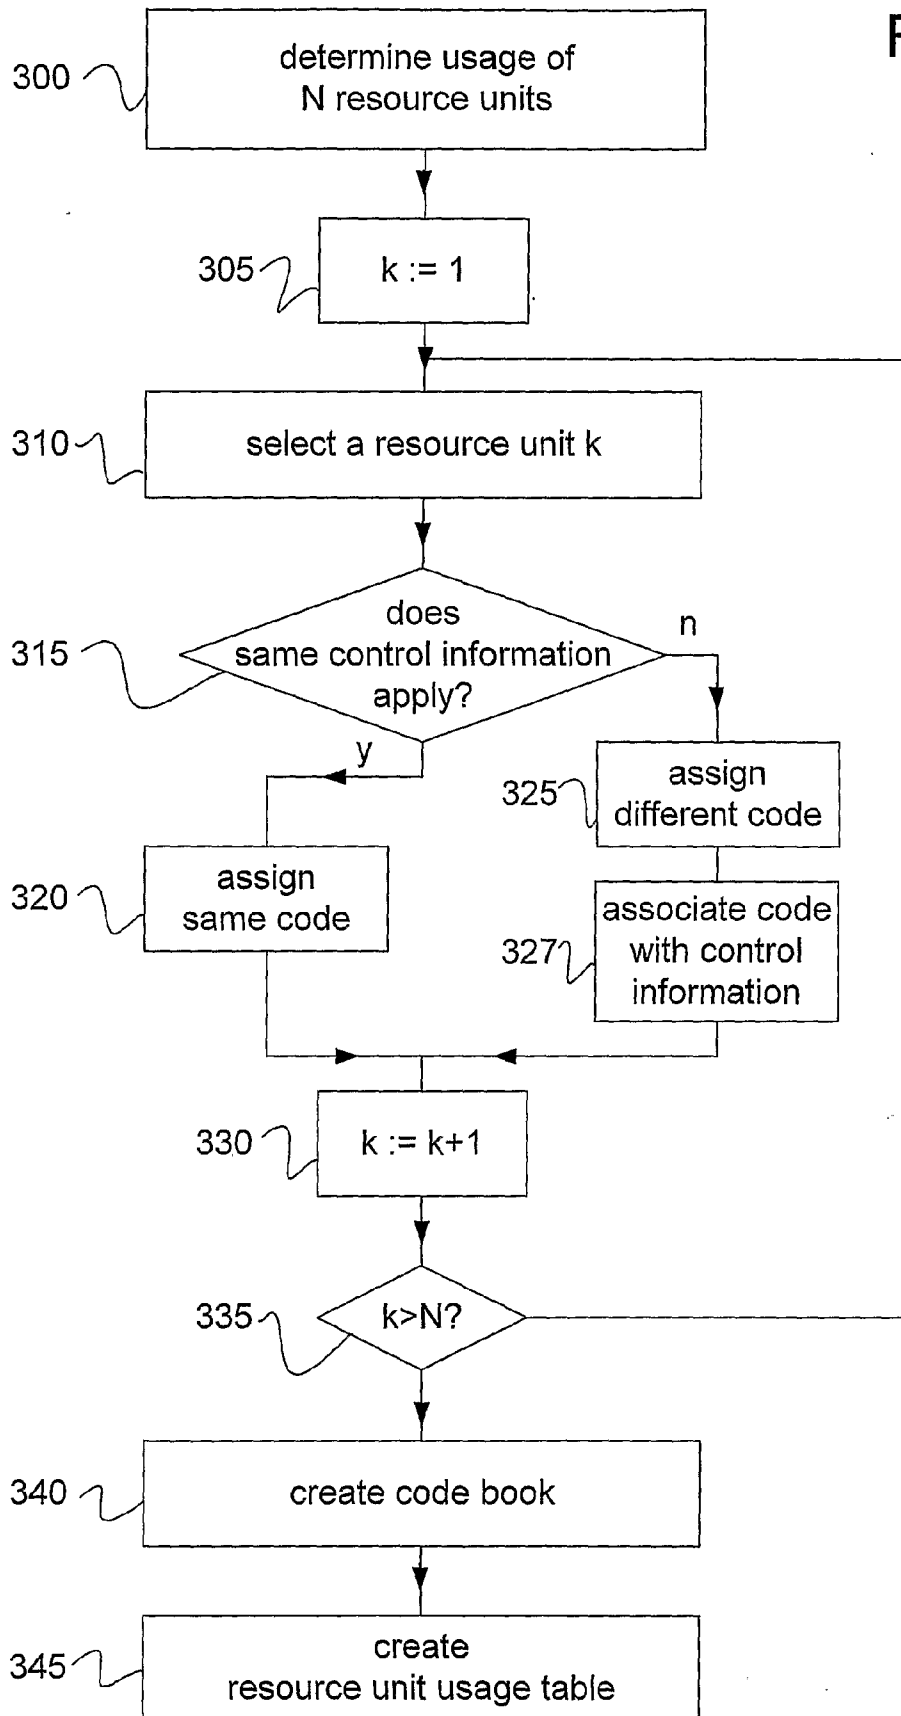 300
determine usage of
N resource units
305
k := 1
310
select a resource unit k
315
does
same control information
apply?
n
y
325
assign
different code
320
assign
same code
327
associate code
with control
information
330
k := k+1
335
k>N?
340
create code book
345
create
resource unit usage table